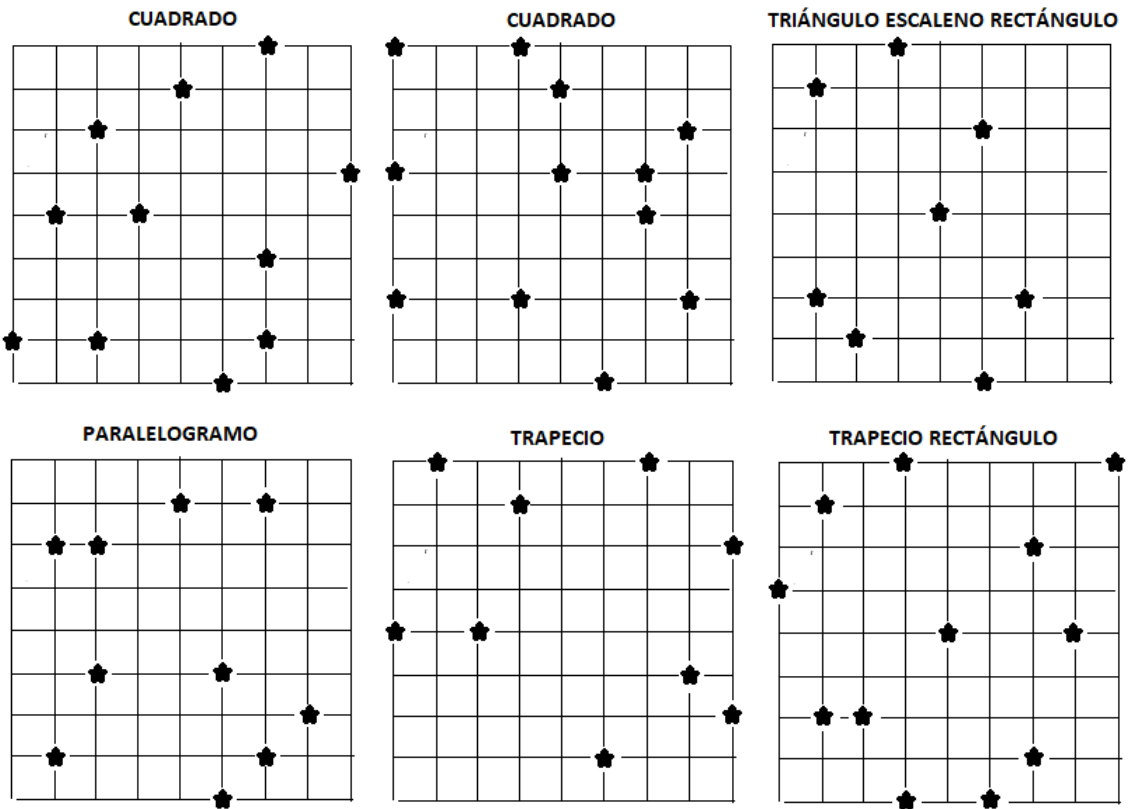 CUADRADO
CUADRADO
TRIÁNGULO ESCALENO RECTÁNGULO
PARALELOGRAMO
TRAPECIO
TRAPECIO RECTÁNGULO